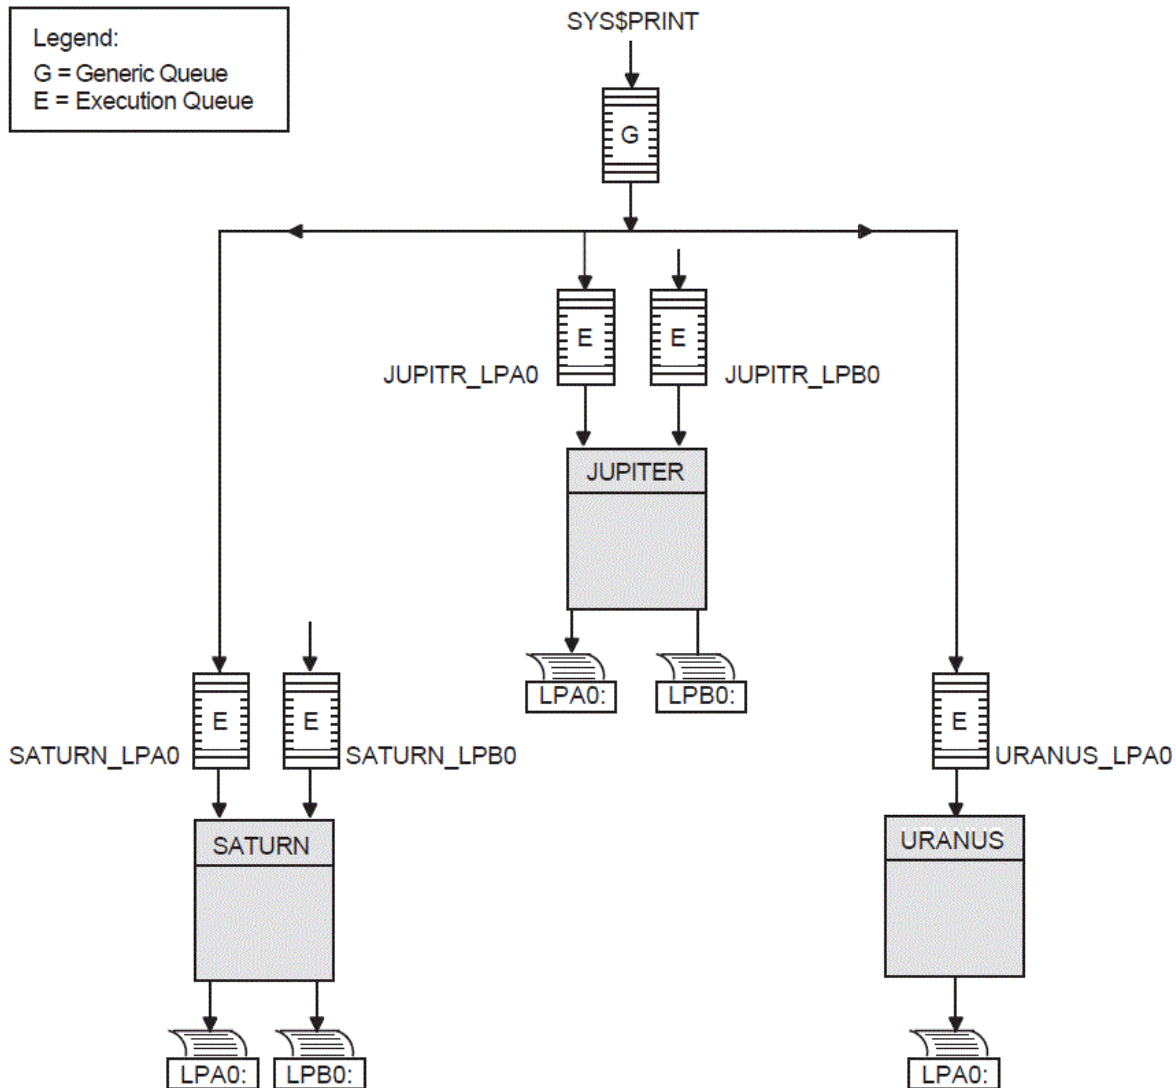 Legend:
G = Generic Queue
E = Execution Queue
SYS$PRINT
G
E
E
JUPITR_LPA0
JUPITR_LPB0
JUPITER
LPA0:
LPB0:
E
E
E
SATURN_LPA0
SATURN_LPB0
URANUS_LPA0
SATURN
URANUS
LPA0:
LPB0:
LPA0: